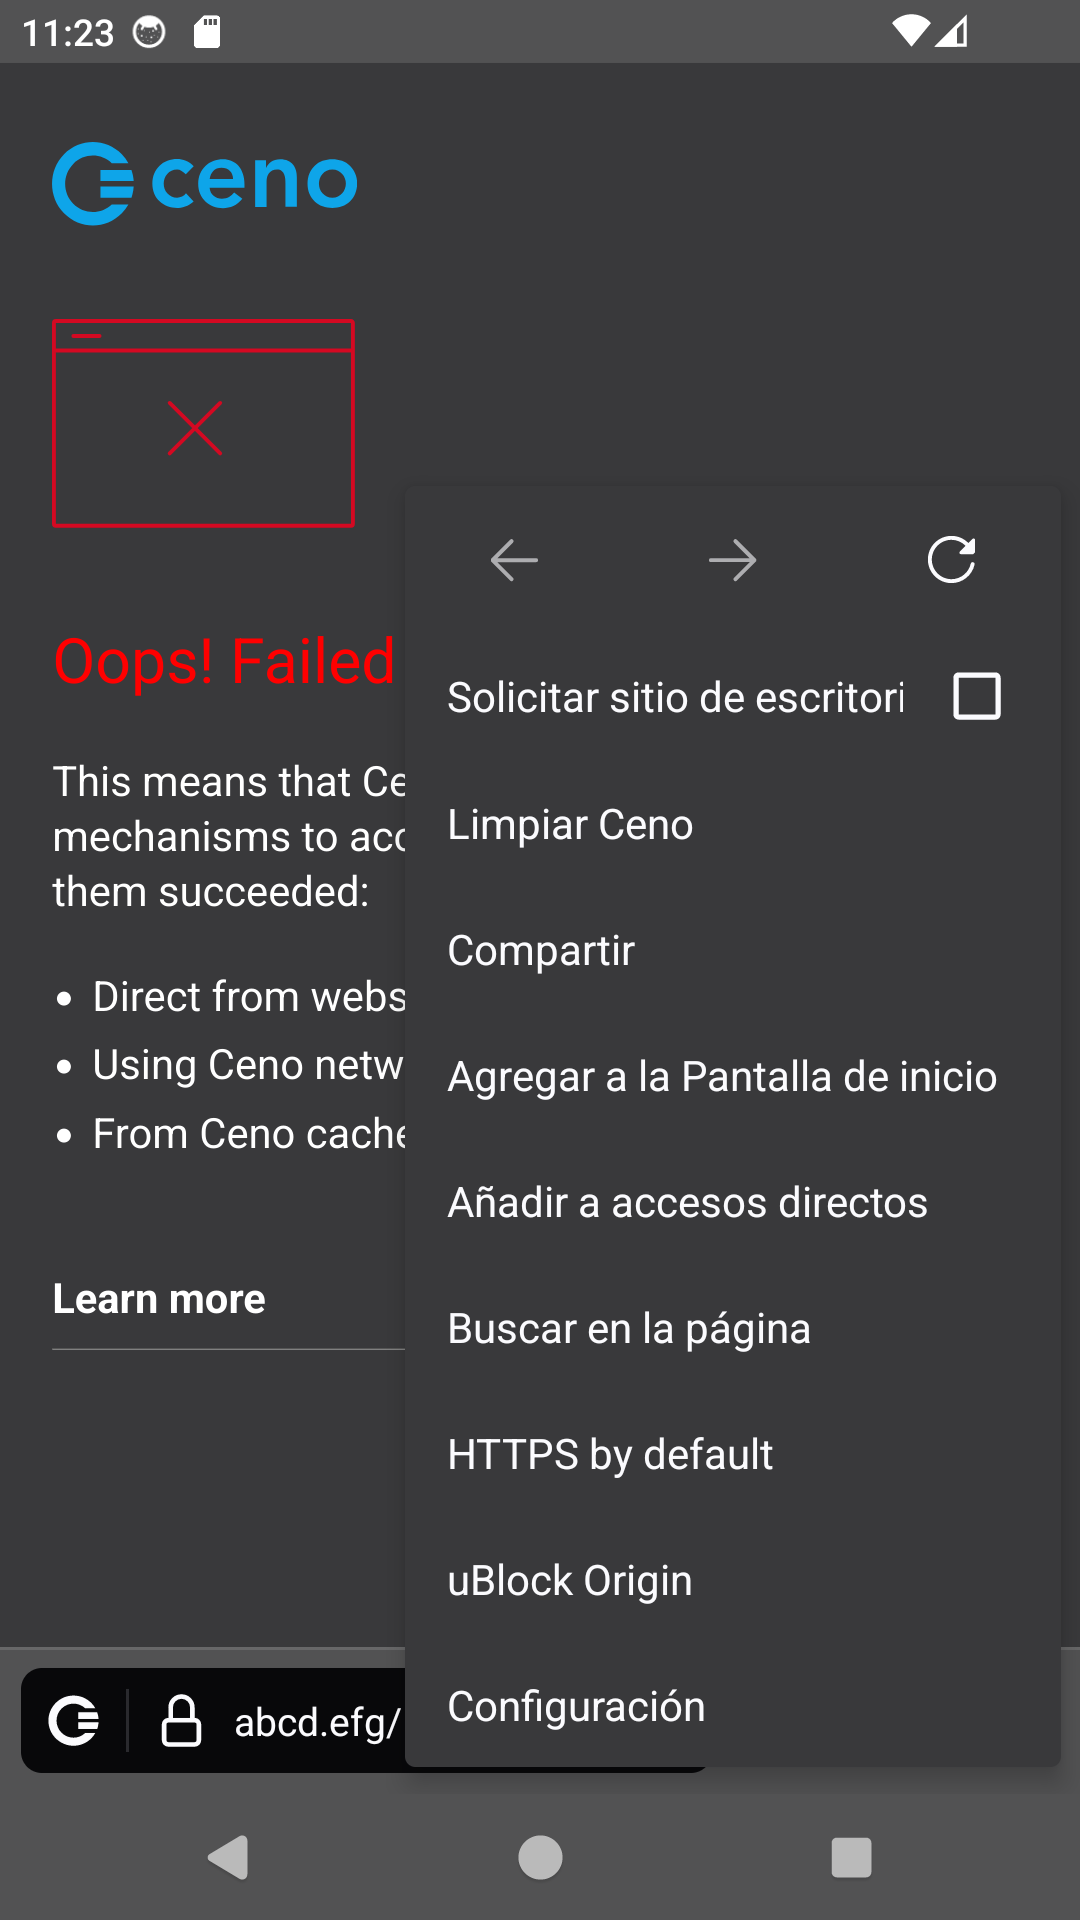 11:23
ceno
Oops! Failed
This means that Ce
mechanisms to acc
them succeeded:
Direct from webs
Using Ceno netw
From Ceno cache
Learn more
Solicitar sitio de escritori
Limpiar Ceno
Compartir
Agregar a la Pantalla de inicio
Añadir a accesos directos
Buscar en la página
HTTPS by default
uBlock Origin
Configuración
abcd.efg/